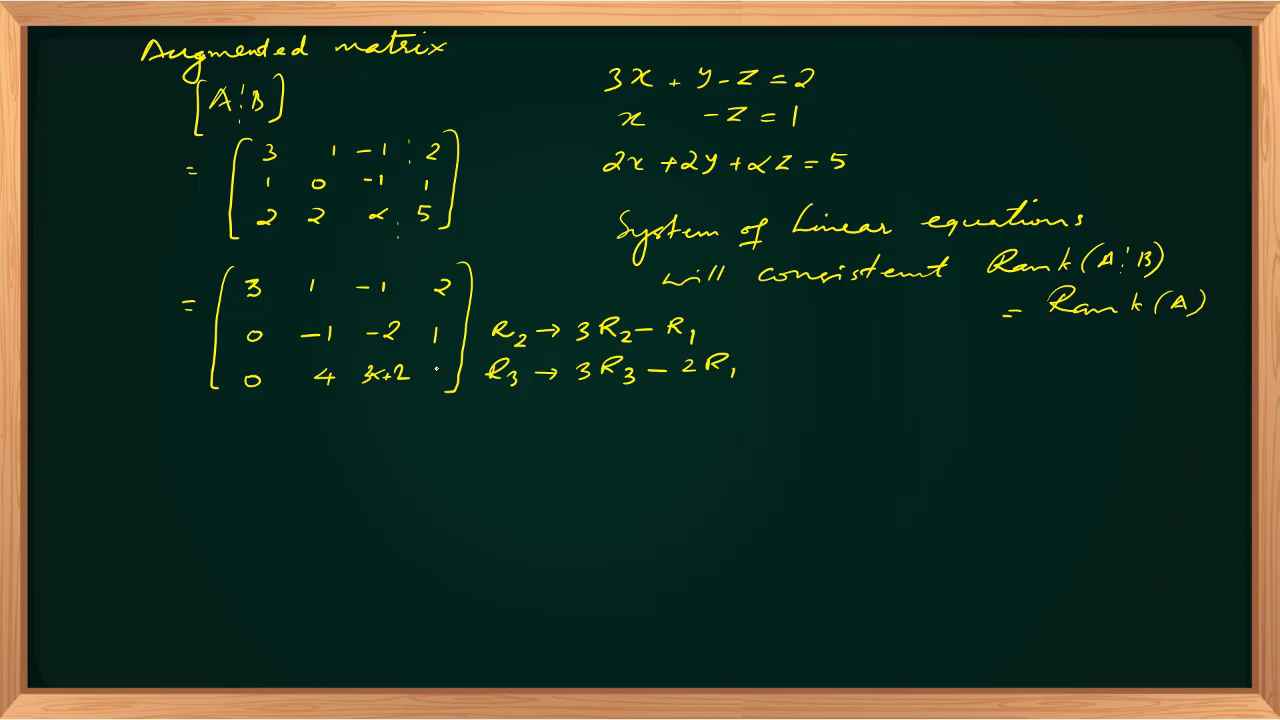 Augmented matrix
[A⋮B]
= [3 1 -1 ⋮ 2
1 0 -1 1
2 2 α ⋮ 5]
= [3 1 -1 2
0 -1 -2 1] R₂ → 3R₂ - R₁
0 4 3α+2 .] R₃ → 3R₃ - 2R₁
3x + y - z = 2
x - z = 1
2x + 2y + αz = 5
System of Linear equations
will consistent Rank(A⋮B)
= Rank(A)